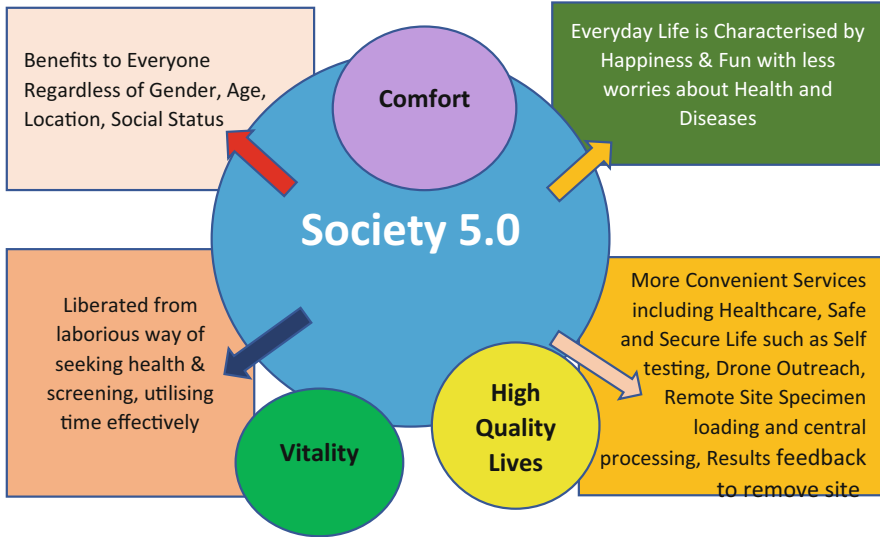 Benefits to Everyone
Regardless of Gender, Age,
Location, Social Status
Comfort
Everyday Life is Characterised by
Happiness & Fun with less
worries about Health and
Diseases
Society 5.0
Liberated from
laborious way of
seeking health &
screening, utilising
time effectively
Vitality
High
Quality
Lives
More Convenient Services
including Healthcare, Safe
and Secure Life such as Self
testing, Drone Outreach,
Remote Site Specimen
loading and central
processing, Results feedback
to remove site